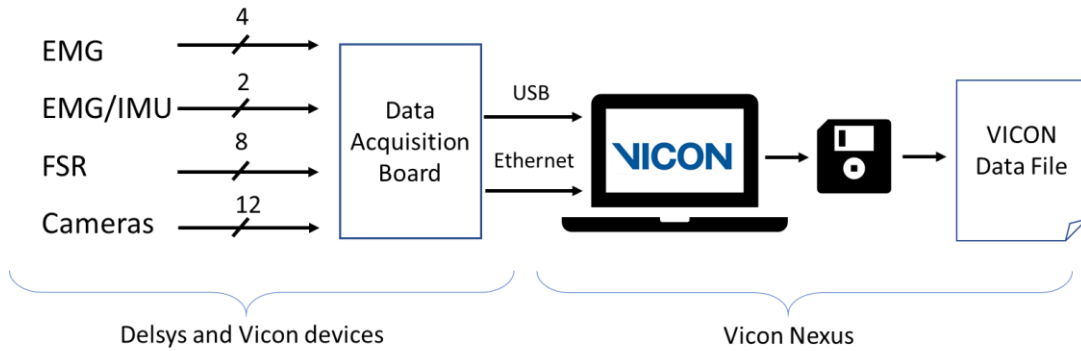 EMG
4
EMG/IMU
2
FSR
8
Cameras
12
Data
Acquisition
Board
USB
Ethernet
VICON
VICON
Data File
Delsys and Vicon devices
Vicon Nexus